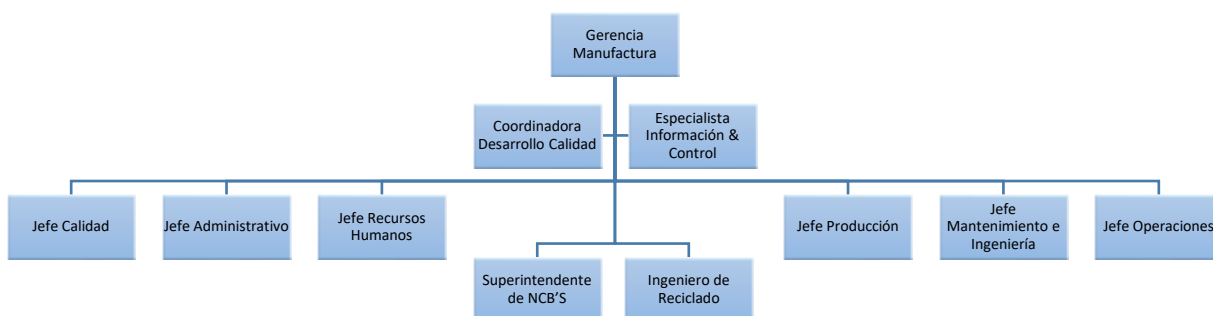 Gerencia
Manufactura
Coordinadora
Desarrollo Calidad
Especialista
Información &
Control
Jefe Calidad
Jefe Administrativo
Jefe Recursos
Humanos
Jefe Producción
Jefe
Mantenimiento e
Ingeniería
Jefe Operaciones
Superintendente
de NCB'S
Ingeniero de
Reciclado